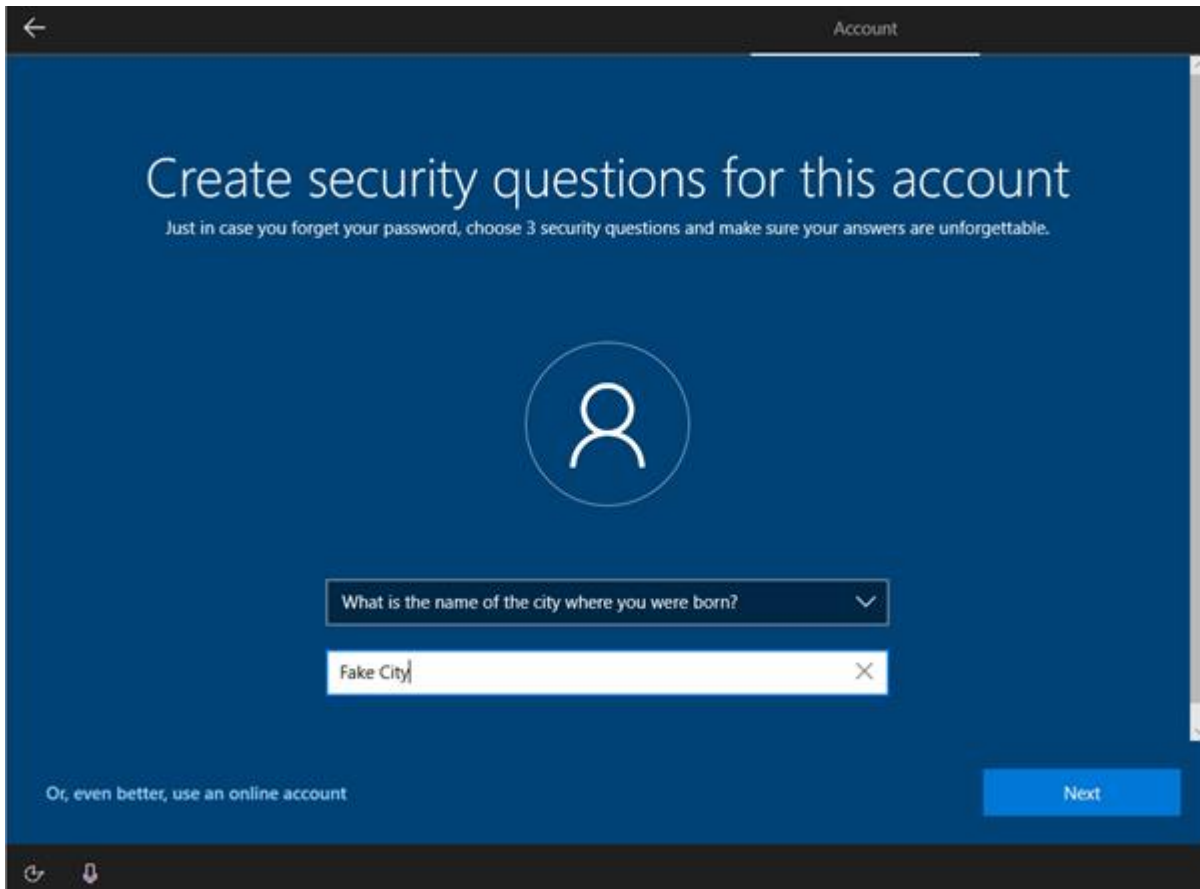 Account
Create security questions for this account
Just in case you forget your password, choose 3 security questions and make sure your answers are unforgettable.
What is the name of the city where you were born?
Fake City
Or, even better, use an online account
Next